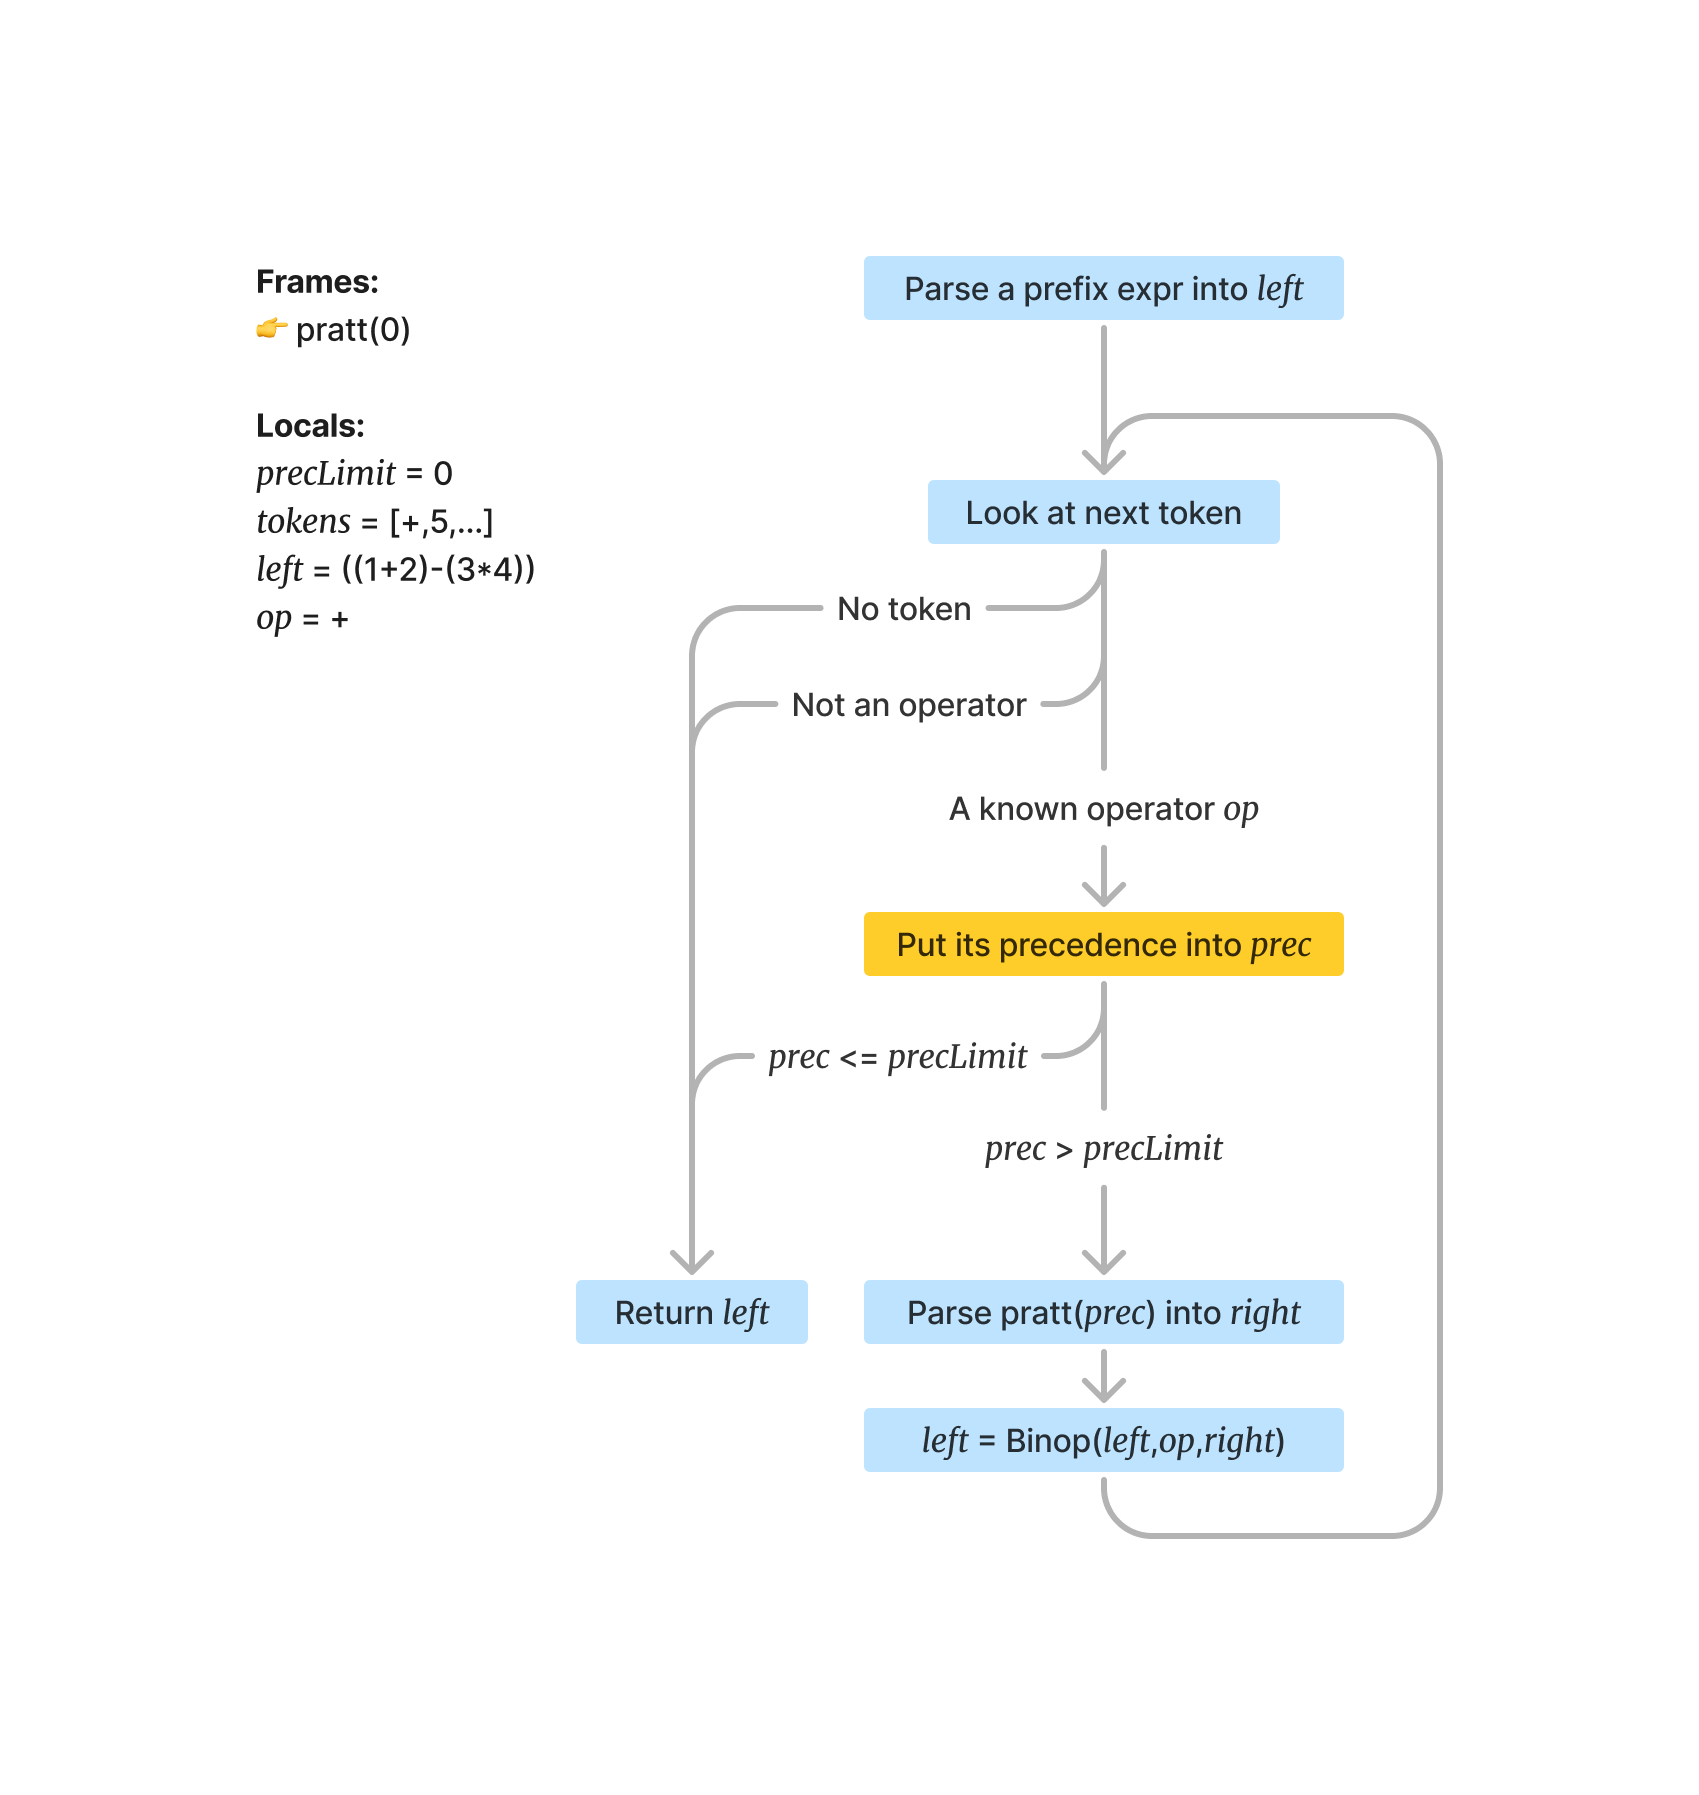 Frames:
👉 pratt(0)
Locals:
precLimit = 0
tokens = [+,5,...]
left = ((1+2)-(3*4))
op = +
Parse a prefix expr into left
Look at next token
No token
Not an operator
A known operator op
Put its precedence into prec
prec <= precLimit
prec > precLimit
Return left
Parse pratt(prec) into right
left = Binop(left,op,right)